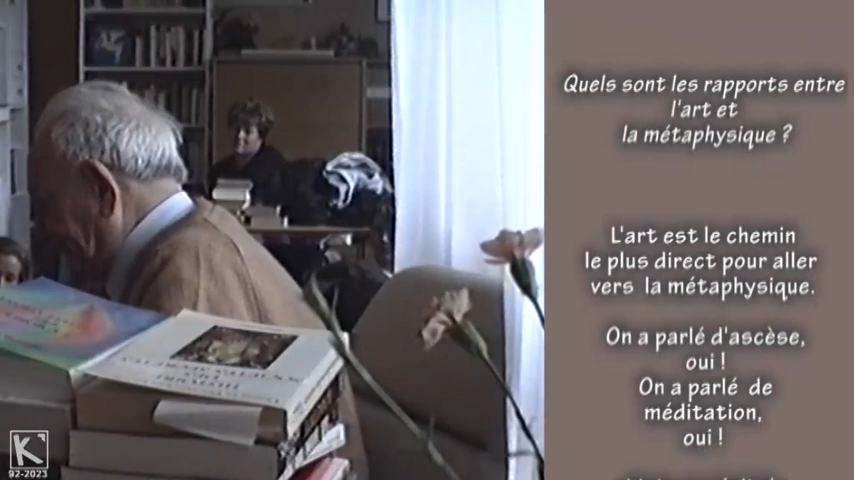 Quels sont les rapports entre
l'art et
la métaphysique ?
L'art est le chemin
le plus direct pour aller
vers la métaphysique.
On a parlé d'ascèse,
oui !
On a parlé de
méditation,
oui !
K
92-2023